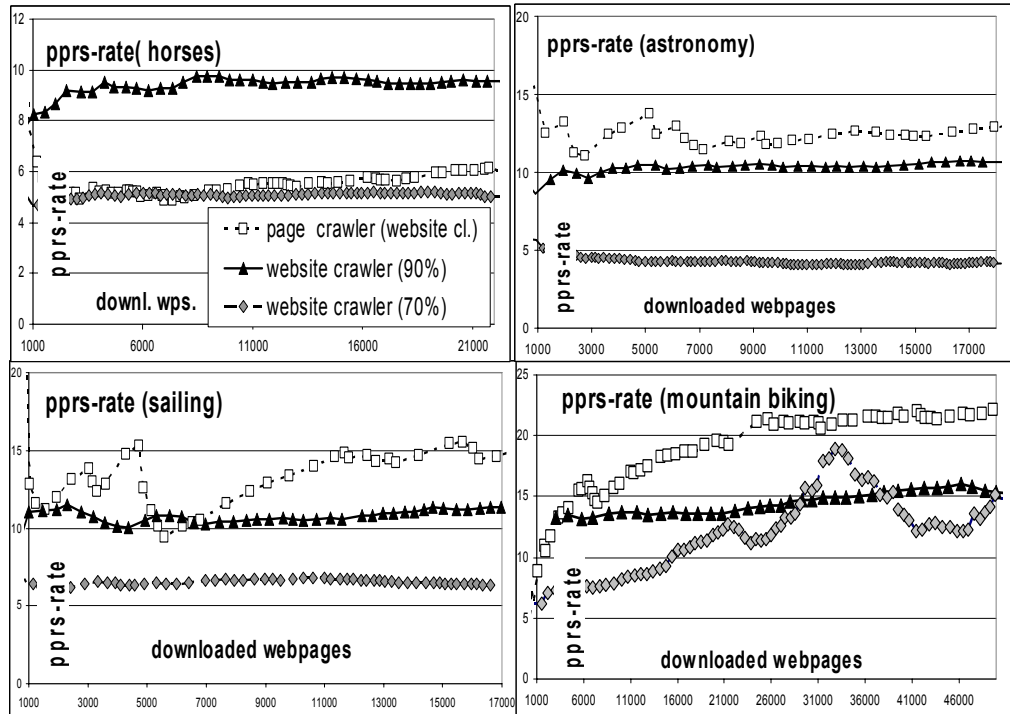 pprs-rate( horses)
12
10
8
6
4
2
0
pprs-rate
page crawler (website cl.)
website crawler (90%)
website crawler (70%)
downl. wps.
1000 6000 11000 16000 21000
pprs-rate (astronomy)
20
15
10
5
0
pprs-rate
downloaded webpages
1000 3000 5000 7000 9000 11000 13000 15000 17000
pprs-rate (sailing)
20
15
10
5
0
pprs-rate
downloaded webpages
1000 3000 5000 7000 9000 11000 13000 15000 17000
pprs-rate (mountain biking)
25
20
15
10
5
0
pprs-rate
downloaded webpages
1000 6000 11000 16000 21000 26000 31000 36000 41000 46000